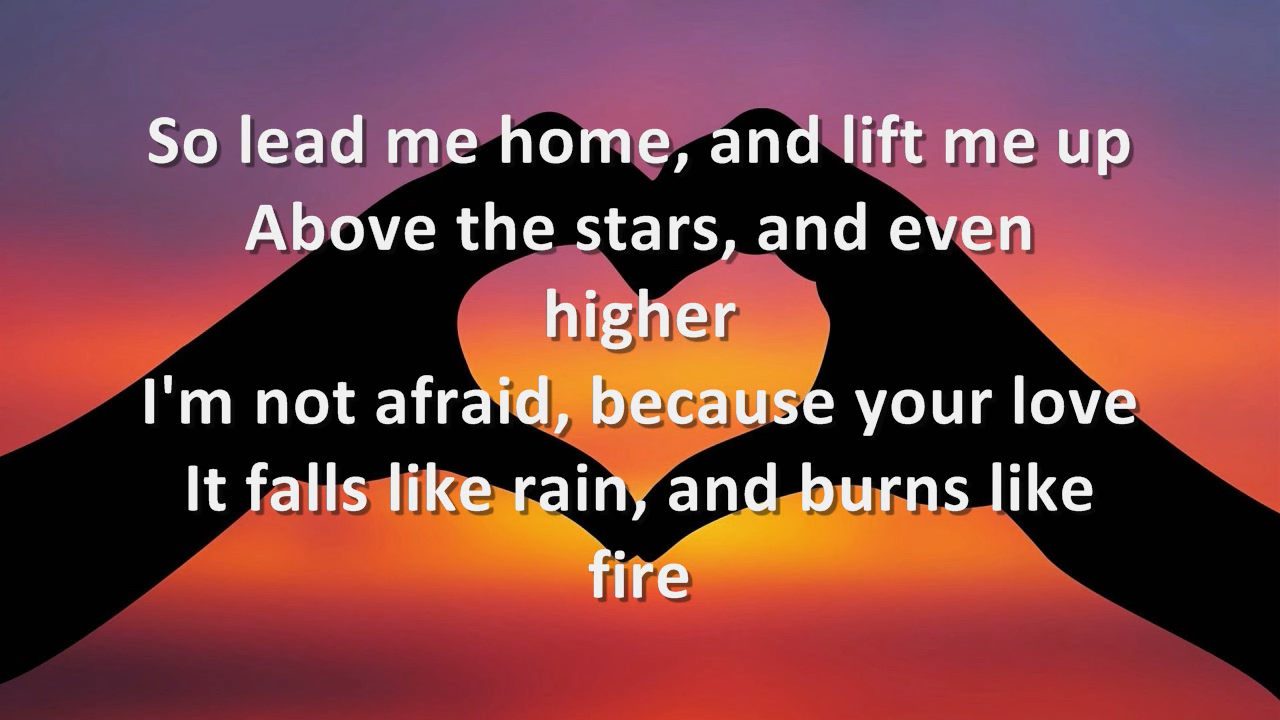 So lead me home, and lift me up
Above the stars, and even
higher
I'm not afraid, because your love
It falls like rain, and burns like
fire